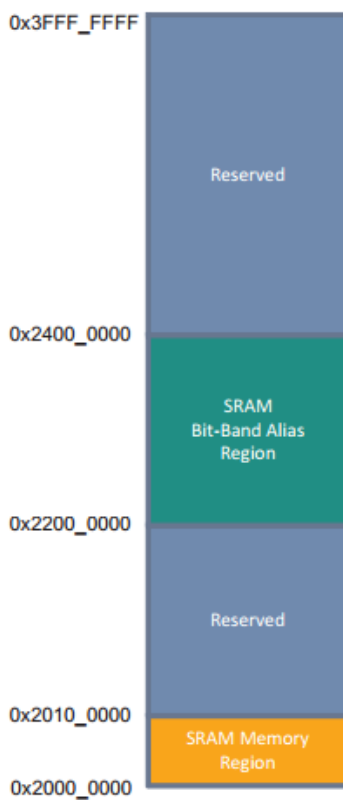 0x3FFF_FFFF
Reserved
0x2400_0000
SRAM
Bit-Band Alias
Region
0x2200_0000
Reserved
0x2010_0000
SRAM Memory
Region
0x2000_0000